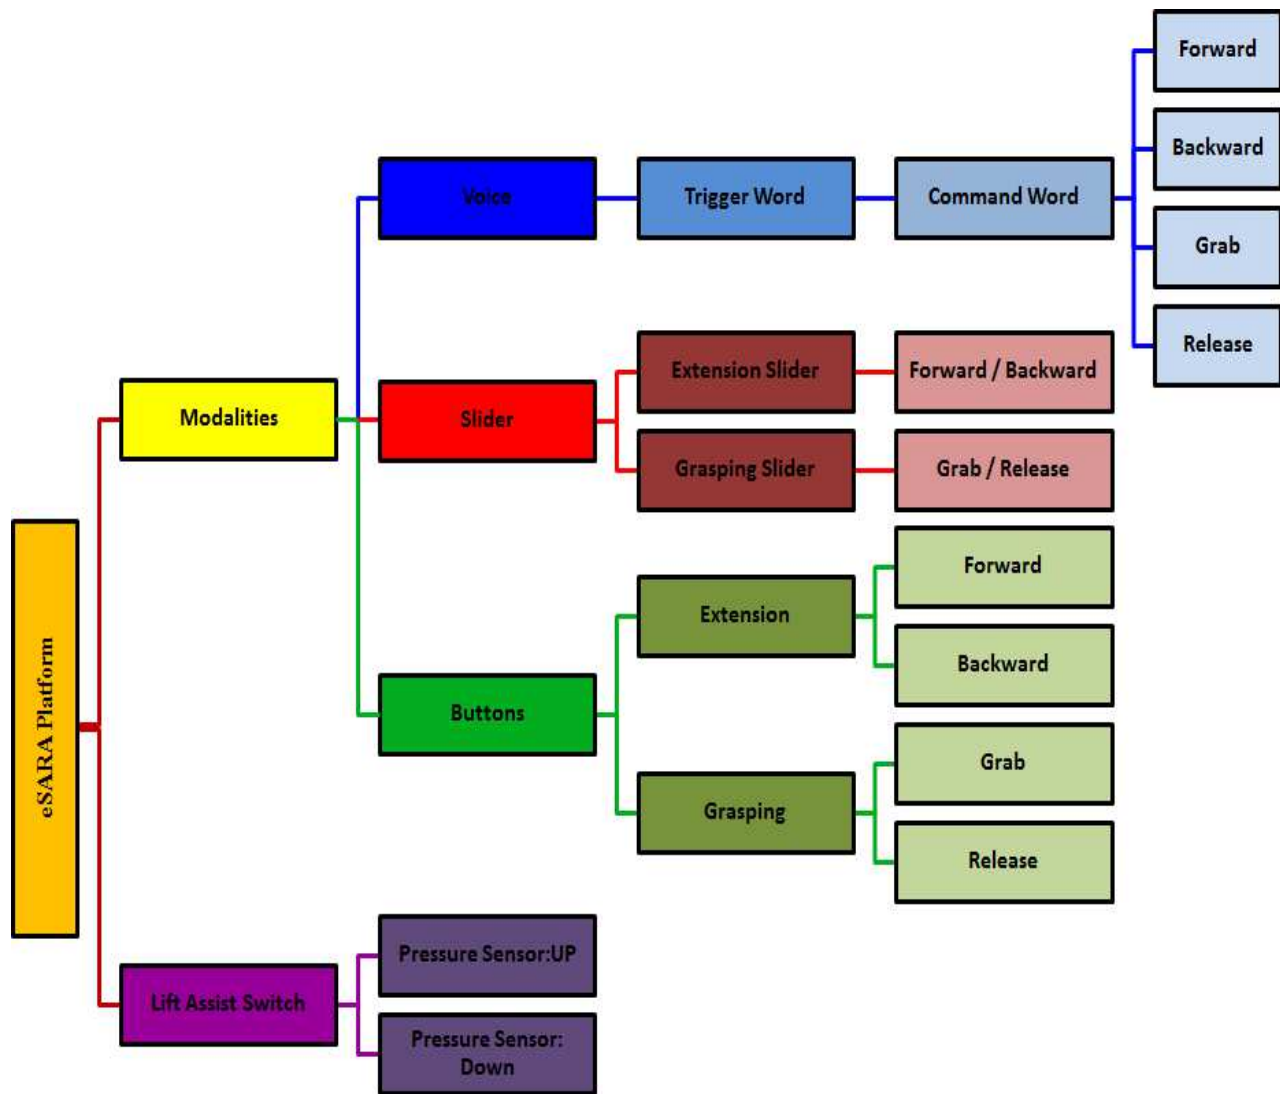 Forward
Backward
Voice
Trigger Word
Command Word
Grab
Release
Extension Slider
Forward / Backward
Modalities
Slider
Grasping Slider
Grab / Release
Forward
Extension
Backward
eSARA Platform
Buttons
Grab
Grasping
Release
Pressure Sensor:UP
Lift Assist Switch
Pressure Sensor:
Down